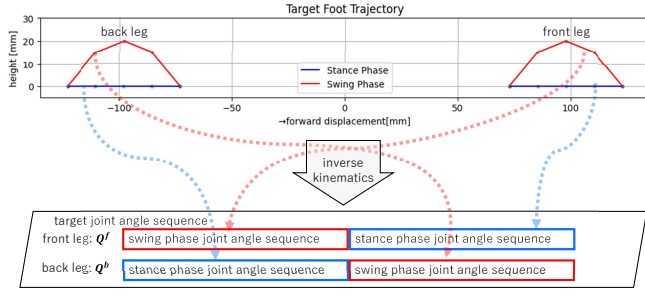 Target Foot Trajectory
30
20
10
0
height [mm]
back leg
front leg
Stance Phase
Swing Phase
−100
−50
0
50
100
→forward displacement[mm]
inverse
kinematics
target joint angle sequence
front leg: Qᶠ
swing phase joint angle sequence
stance phase joint angle sequence
back leg: Qᵇ
stance phase joint angle sequence
swing phase joint angle sequence